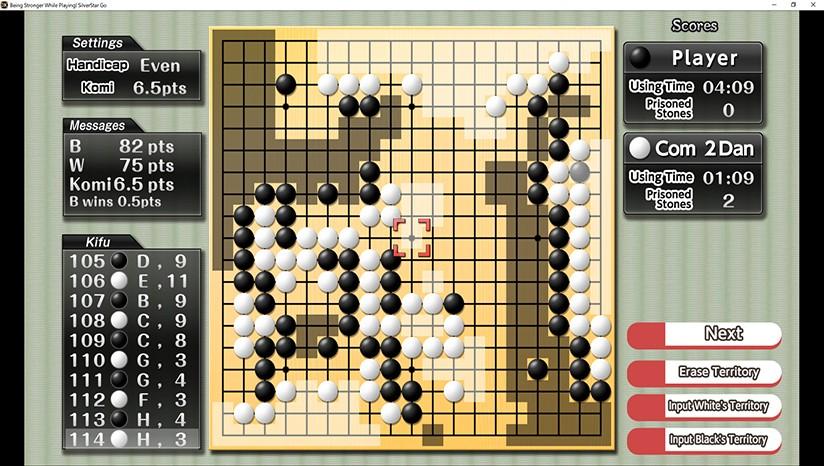 Being Stronger While Playing! SilverStar Go
Settings
Handicap Even
Komi 6.5pts
Messages
B 82 pts
W 75 pts
Komi 6.5 pts
B wins 0.5pts
Kifu
105 D , 9
106 E , 11
107 B , 9
108 C , 9
109 C , 8
110 G , 3
111 G , 4
112 F , 3
113 H , 4
114 H , 3
Scores
Player
Using Time 04:09
Prisoned Stones 0
Com 2Dan
Using Time 01:09
Prisoned Stones 2
Next
Erase Territory
Input White's Territory
Input Black's Territory